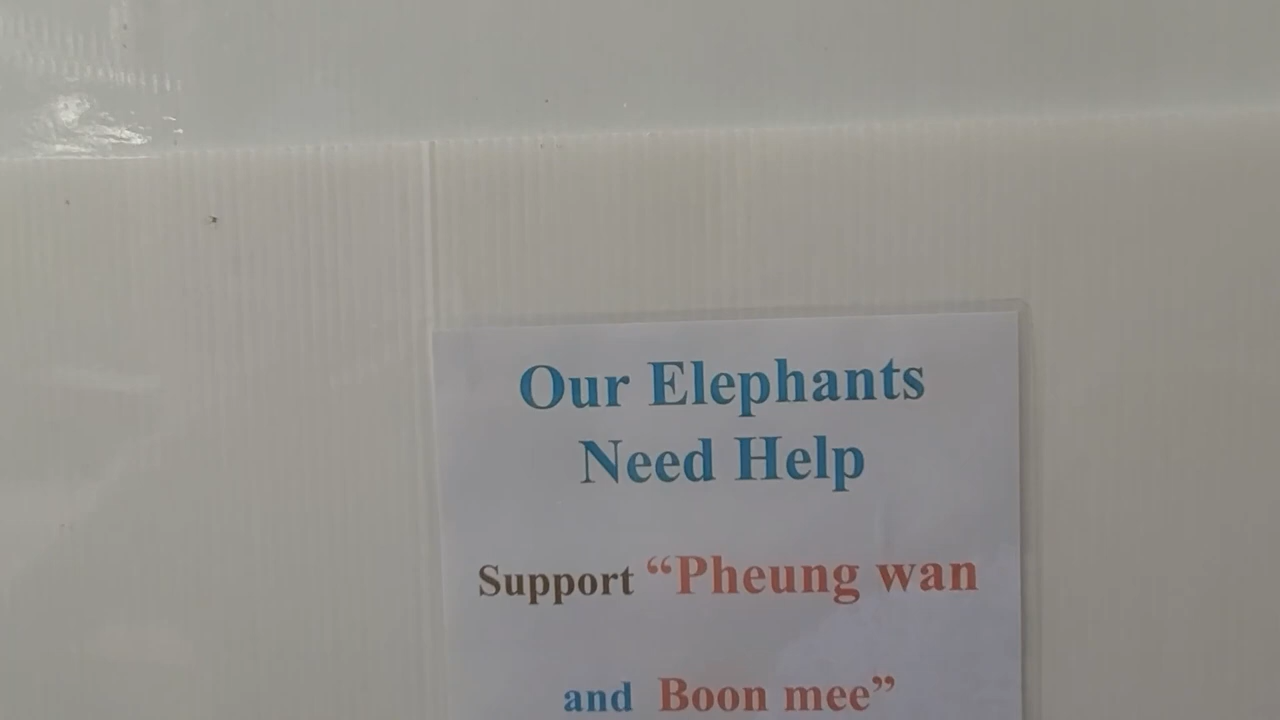 Our Elephants
Need Help
Support “Pheung wan
and Boon mee”